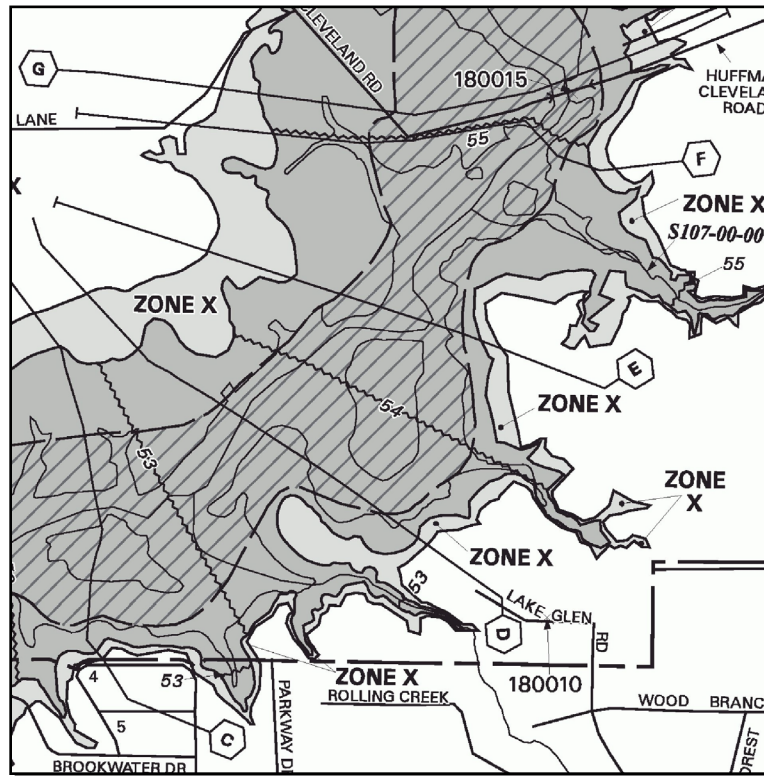 CLEVELAND RD
G
180015
HUFFMA
CLEVELA
ROAD
LANE
55
F
X
ZONE X
S107-00-00
55
ZONE X
E
54
ZONE X
53
ZONE
X
ZONE X
53
LAKE GLEN
RD
D
ZONE X
53
ROLLING CREEK
180010
4
5
PARKWAY D
WOOD BRANC
C
BROOKWATER DR
OREST